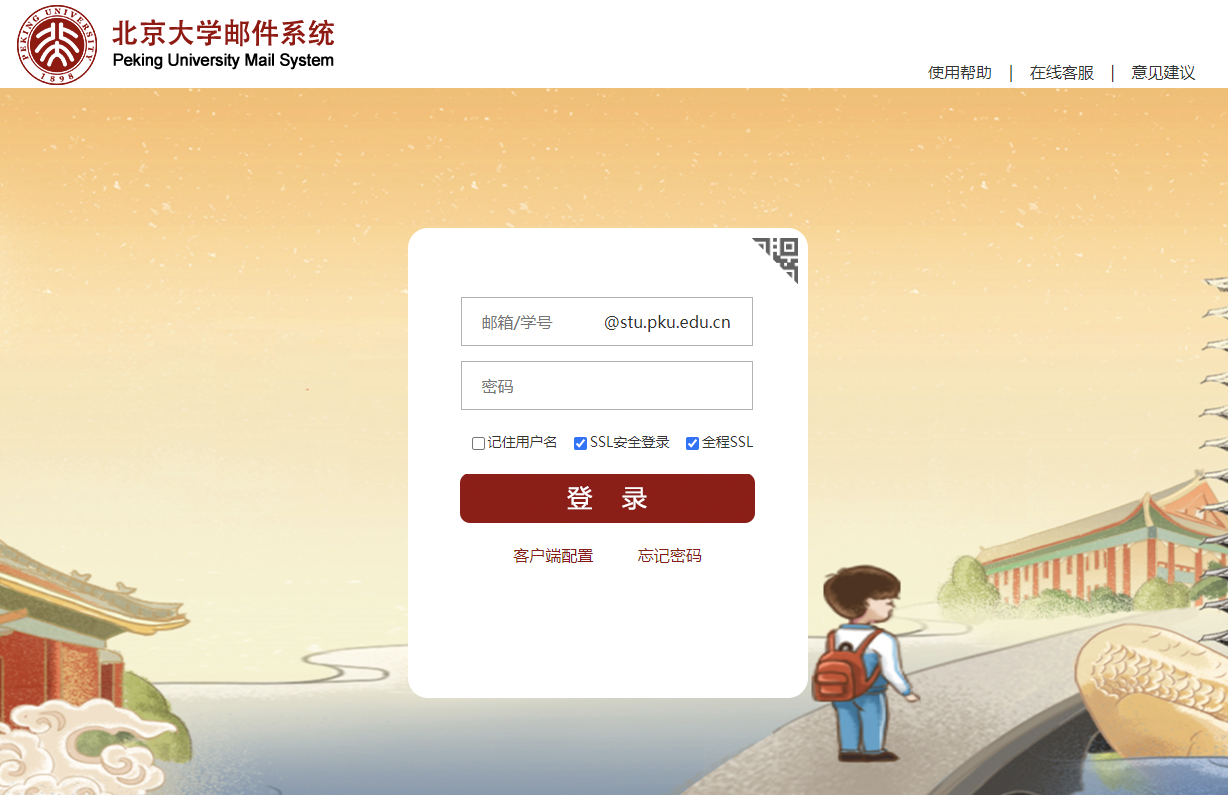 PEKING UNIVERSITY
1898
北京大学邮件系统
Peking University Mail System
使用帮助 | 在线客服 | 意见建议
邮箱/学号 @stu.pku.edu.cn
密码
记住用户名 SSL安全登录 全程SSL
登 录
客户端配置 忘记密码